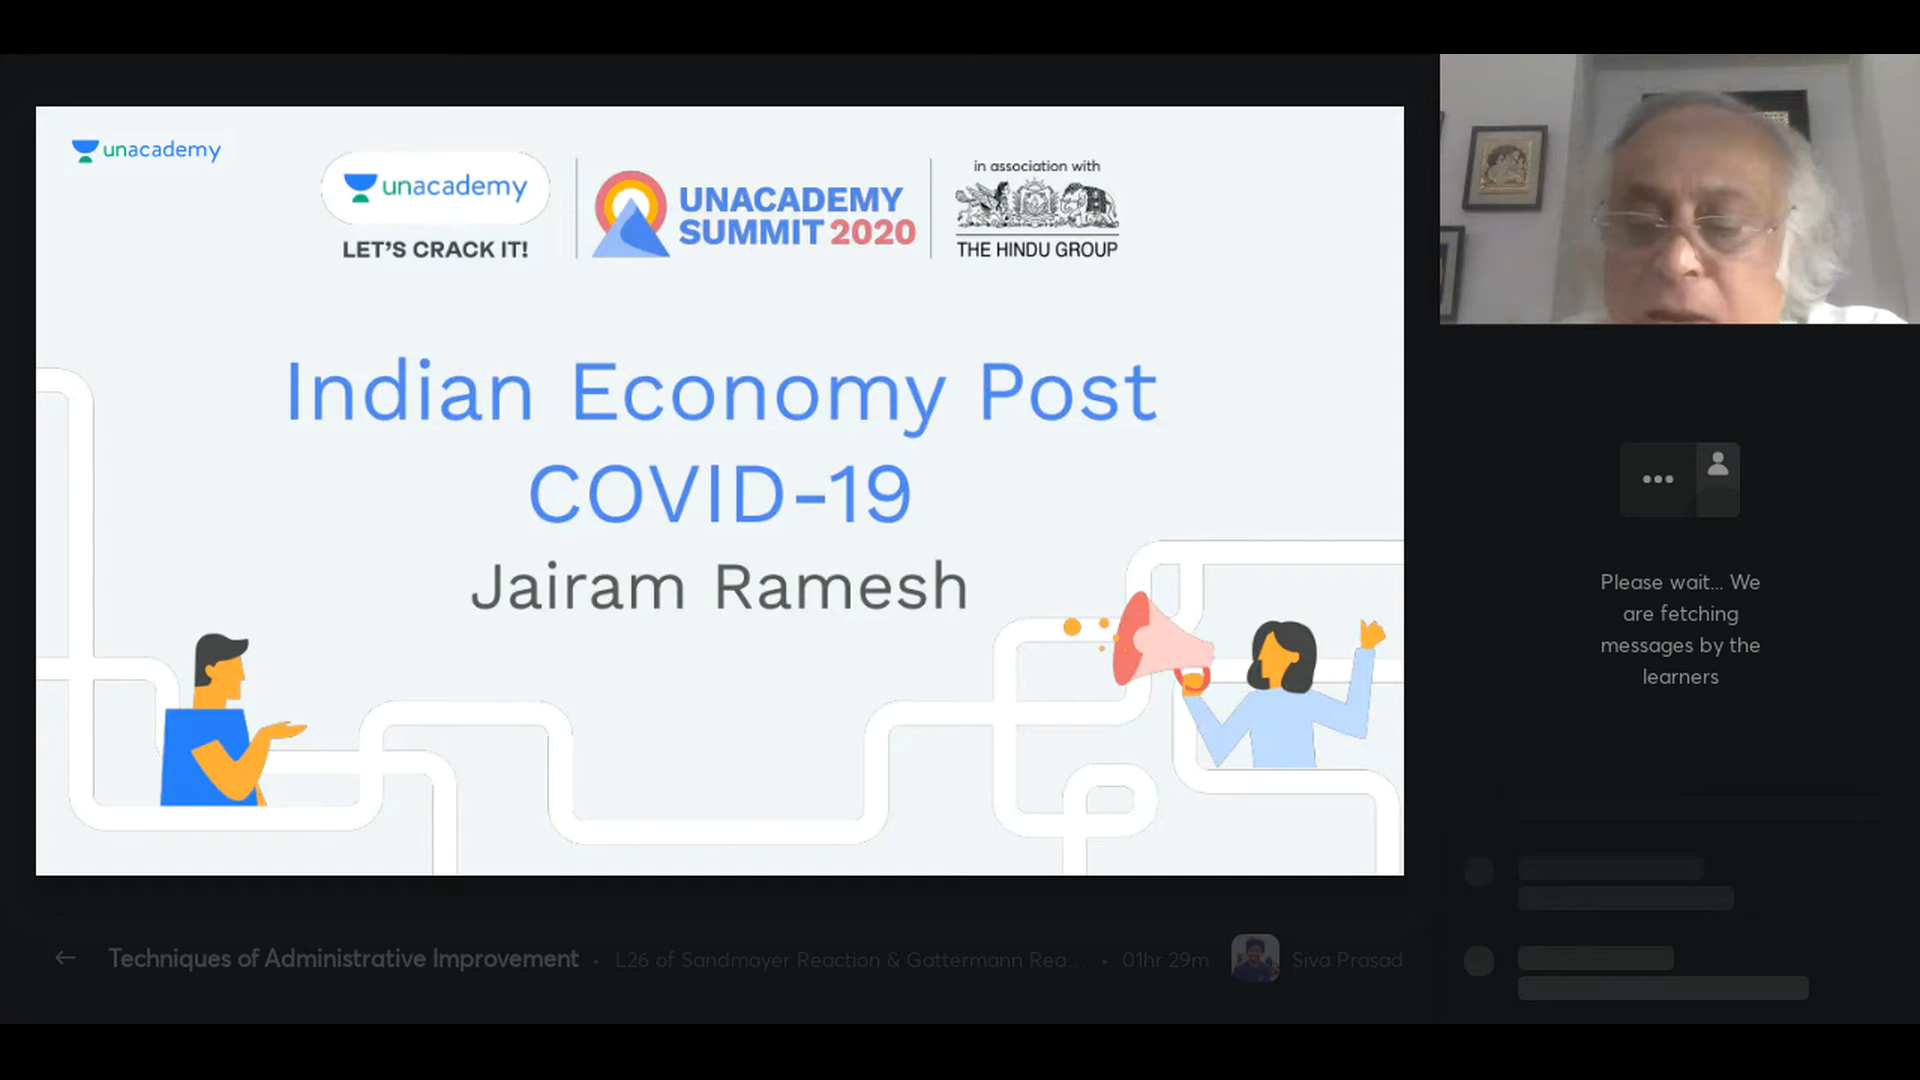 unacademy
unacademy
LET'S CRACK IT!
UNACADEMY
SUMMIT 2020
in association with
THE HINDU GROUP
Indian Economy Post
COVID-19
Jairam Ramesh
Please wait... We
are fetching
messages by the
learners
Techniques of Administrative Improvement • L26 of Sandmayer Reaction & Gattermann Rea... • 01hr 29m Siva Prasad